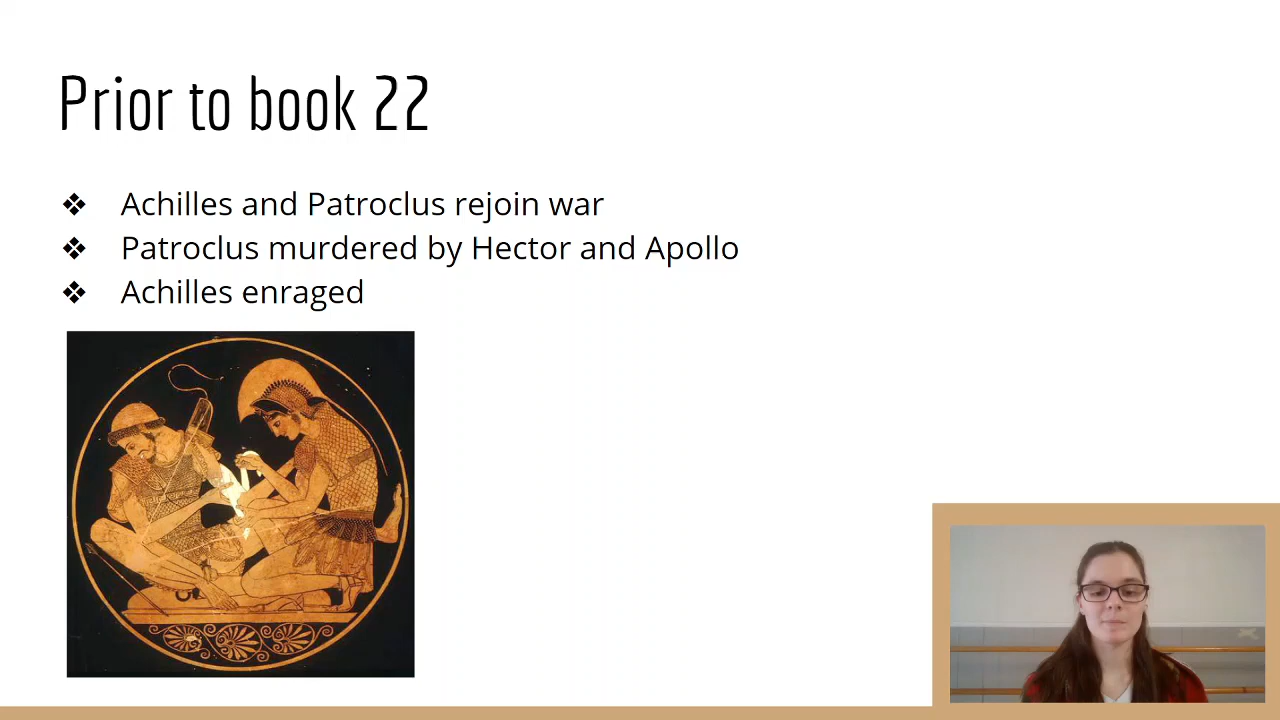 Prior to book 22
❖ Achilles and Patroclus rejoin war
❖ Patroclus murdered by Hector and Apollo
❖ Achilles enraged